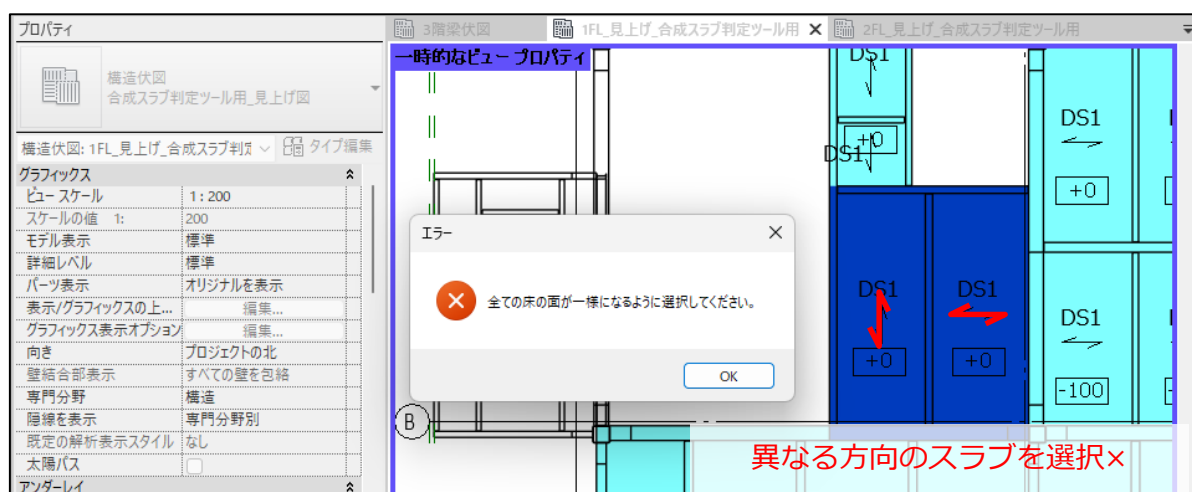 プロパティ
3階梁伏図
1FL_見上げ_合成スラブ判定ツール用
2FL_見上げ_合成スラブ判定ツール用
構造伏図
合成スラブ判定ツール用_見上げ図
構造伏図: 1FL_見上げ_合成スラブ判定
タイプ編集
グラフィックス
ビュー スケール
1 : 200
スケールの値 1:
200
モデル表示
標準
詳細レベル
標準
パーツ表示
オリジナルを表示
表示/グラフィックスの上...
編集...
グラフィックス表示オプション
編集...
向き
プロジェクトの北
壁結合部表示
すべての壁を包絡
専門分野
構造
隠線を表示
専門分野別
既定の解析表示スタイル
なし
太陽パス
アンダーレイ
一時的なビュー プロパティ
DS1
+0
DS1
DS1
+0
DS1
+0
DS1
+0
DS1
-100
B
エラー
全ての床の面が一様になるように選択してください。
OK
異なる方向のスラブを選択×